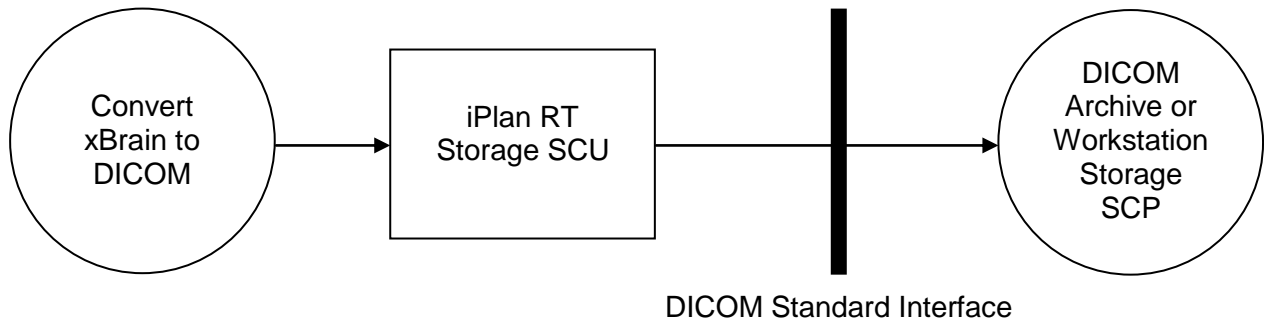 Convert
xBrain to
DICOM
iPlan RT
Storage SCU
DICOM
Archive or
Workstation
Storage
SCP
DICOM Standard Interface